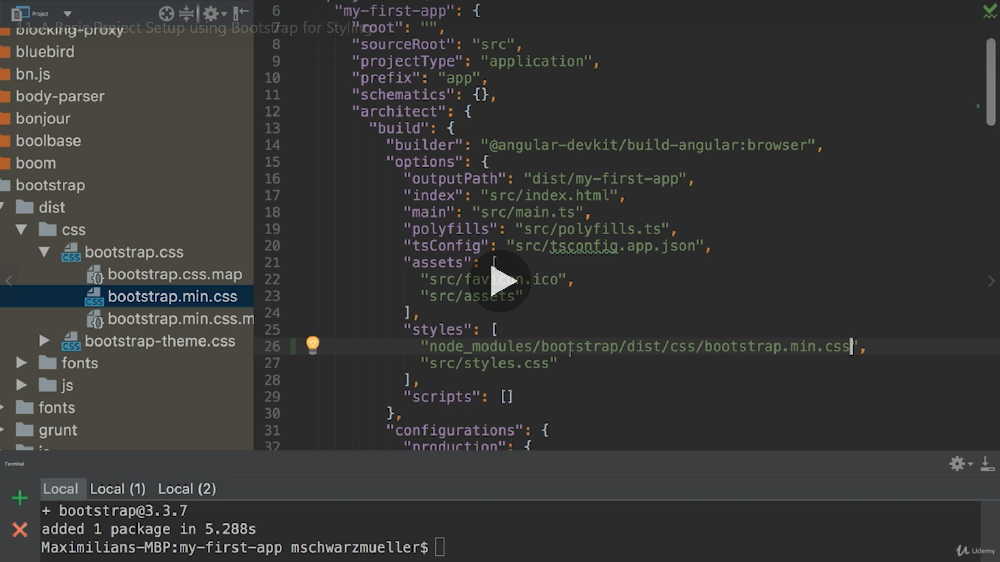 Project
11. A Basic Project Setup using Bootstrap for Styling
blocking-proxy
bluebird
bn.js
body-parser
bonjour
boolbase
boom
bootstrap
dist
css
bootstrap.css
bootstrap.css.map
bootstrap.min.css
bootstrap.min.css.m
bootstrap-theme.css
fonts
js
fonts
grunt
6 "my-first-app": {
7 "root": "",
8 "sourceRoot": "src",
9 "projectType": "application",
10 "prefix": "app",
11 "schematics": {},
12 "architect": {
13 "build": {
14 "builder": "@angular-devkit/build-angular:browser",
15 "options": {
16 "outputPath": "dist/my-first-app",
17 "index": "src/index.html",
18 "main": "src/main.ts",
19 "polyfills": "src/polyfills.ts",
20 "tsConfig": "src/tsconfig.app.json",
21 "assets": [
22 "src/favicon.ico",
23 "src/assets"
24 ],
25 "styles": [
26 "node_modules/bootstrap/dist/css/bootstrap.min.css",
27 "src/styles.css"
28 ],
29 "scripts": []
30 },
31 "configurations": {
32 "production": {
Terminal
Local Local (1) Local (2)
+ bootstrap@3.3.7
added 1 package in 5.288s
Maximilians-MBP:my-first-app mschwarzmueller$
Udemy